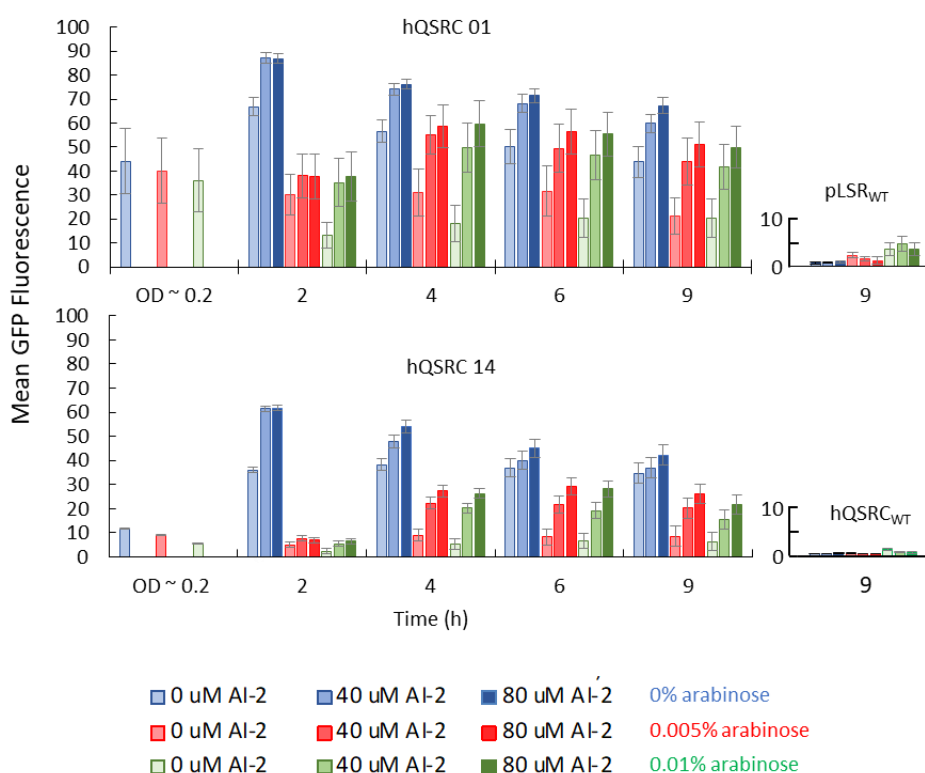 hQSRC 01
100
90
80
70
60
50
40
30
20
10
0
OD ~ 0.2 2 4 6 9
pLSRWT
10
0
9
Mean GFP Fluorescence
hQSRC 14
100
90
80
70
60
50
40
30
20
10
0
OD ~ 0.2 2 4 6 9
Time (h)
hQSRCWT
10
0
9
0 uM AI-2 40 uM AI-2 80 uM AI-2 0% arabinose
0 uM AI-2 40 uM AI-2 80 uM AI-2 0.005% arabinose
0 uM AI-2 40 uM AI-2 80 uM AI-2 0.01% arabinose